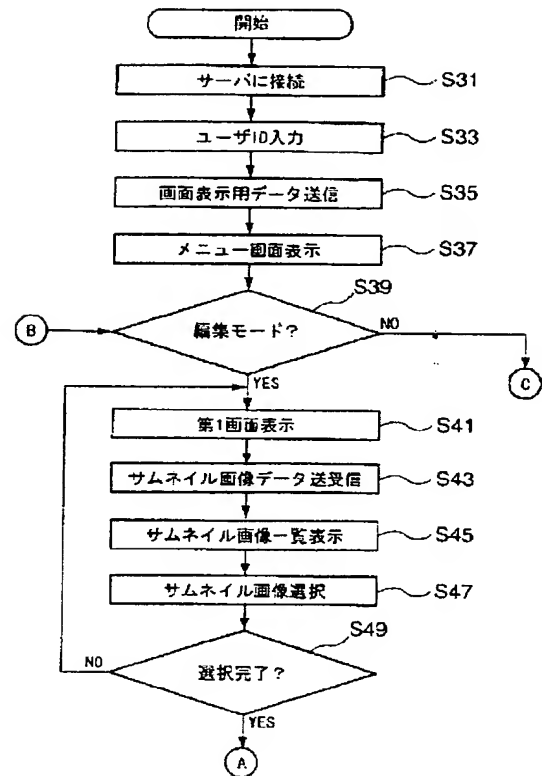 開始
サーバに接続
S31
ユーザID入力
S33
画面表示用データ送信
S35
メニュー画面表示
S37
S39
編集モード?
B
NO
C
YES
第1画面表示
S41
サムネイル画像データ送受信
S43
サムネイル画像一覧表示
S45
サムネイル画像選択
S47
S49
選択完了?
NO
YES
A